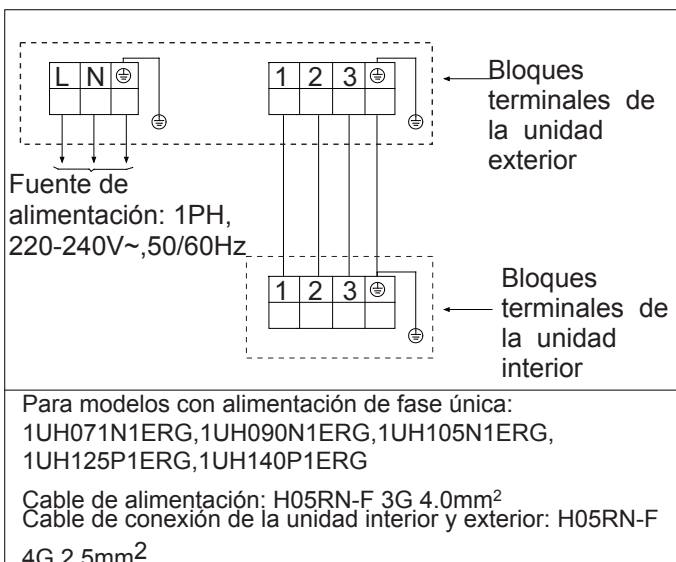 L N
1 2 3
Bloques
terminales de
la unidad
exterior
Fuente de
alimentación: 1PH,
220-240V~,50/60Hz
1 2 3
Bloques
terminales de
la unidad
interior
Para modelos con alimentación de fase única:
1UH071N1ERG,1UH090N1ERG,1UH105N1ERG,
1UH125P1ERG,1UH140P1ERG
Cable de alimentación: H05RN-F 3G 4.0mm²
Cable de conexión de la unidad interior y exterior: H05RN-F
4G 2.5mm²